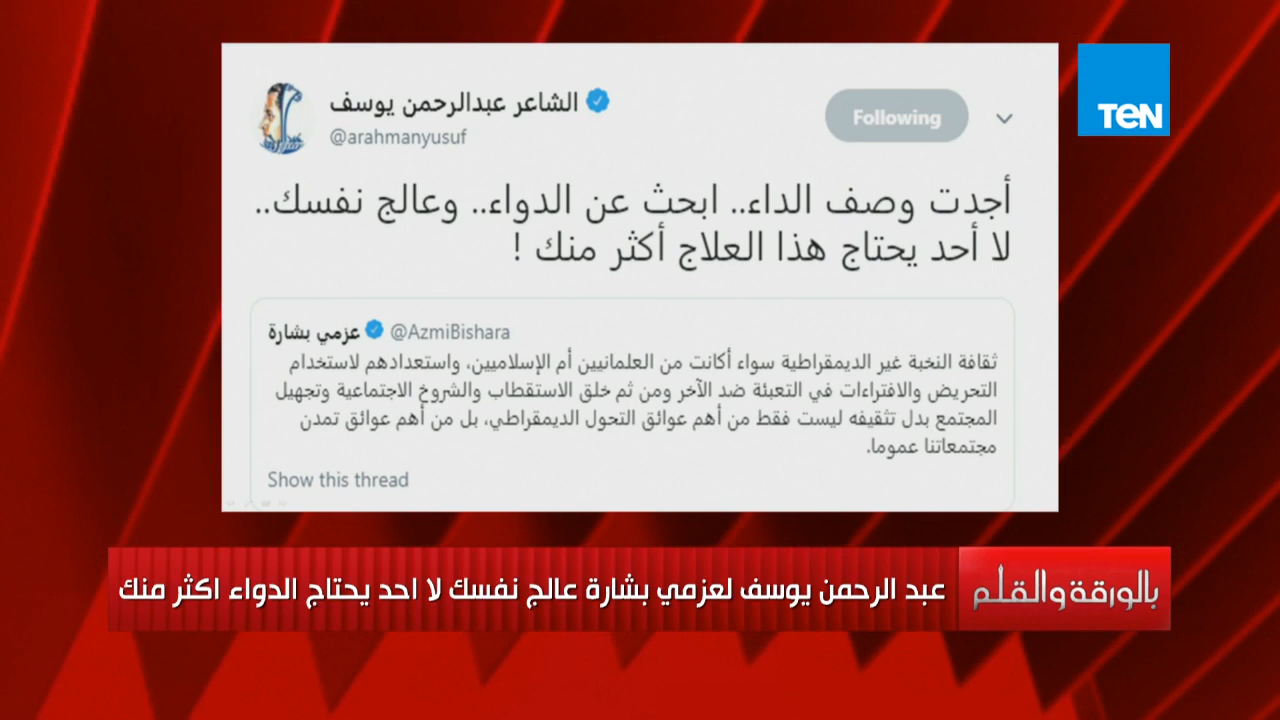 TEN
الشاعر عبدالرحمن يوسف
@arahmanyusuf
Following
أجدت وصف الداء.. ابحث عن الدواء.. وعالج نفسك..
لا أحد يحتاج هذا العلاج أكثر منك !
عزمي بشارة @AzmiBishara
ثقافة النخبة غير الديمقراطية سواء أكانت من العلمانيين أم الإسلاميين، واستعدادهم لاستخدام
التحريض والافتراءات في التعبئة ضد الآخر ومن ثم خلق الاستقطاب والشروخ الاجتماعية وتجهيل
المجتمع بدل تثقيفه ليست فقط من أهم عوائق التحول الديمقراطي، بل من أهم عوائق تمدن
مجتمعاتنا عموما.
Show this thread
بالورقة والقلم
عبد الرحمن يوسف لعزمي بشارة عالج نفسك لا احد يحتاج الدواء اكثر منك